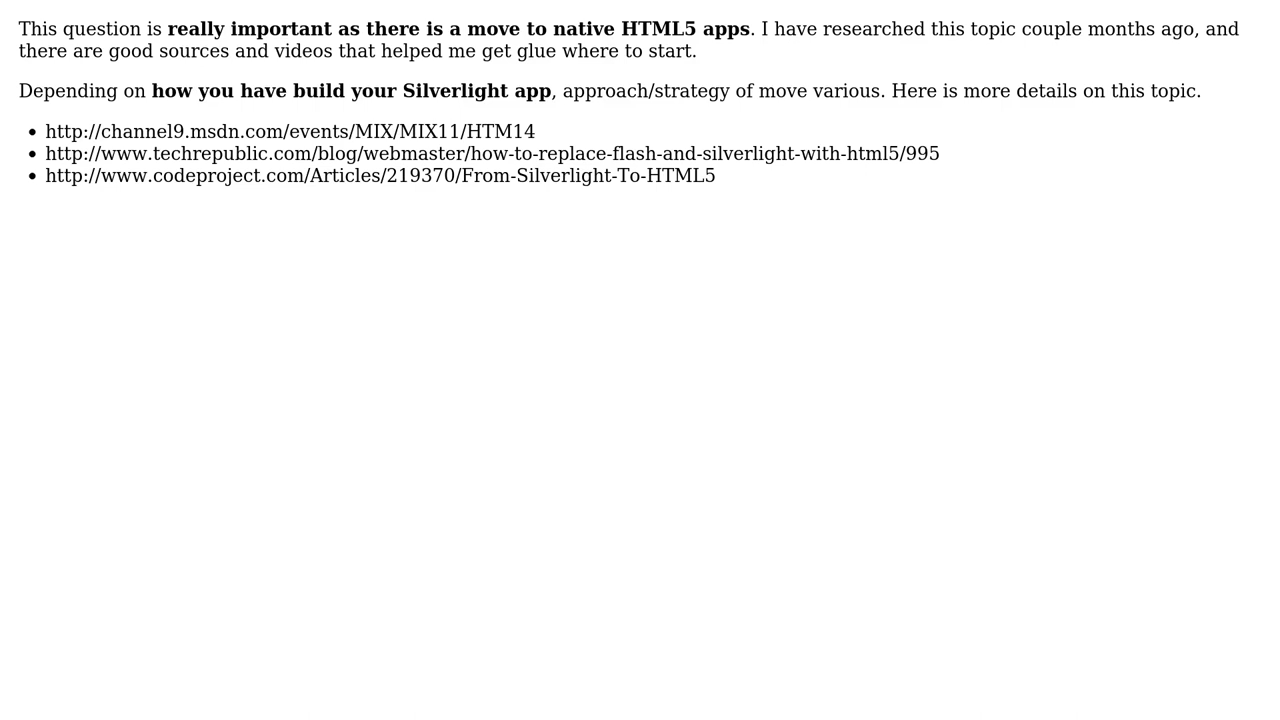 This question is really important as there is a move to native HTML5 apps. I have researched this topic couple months ago, and
there are good sources and videos that helped me get glue where to start.
Depending on how you have build your Silverlight app, approach/strategy of move various. Here is more details on this topic.
• http://channel9.msdn.com/events/MIX/MIX11/HTM14
• http://www.techrepublic.com/blog/webmaster/how-to-replace-flash-and-silverlight-with-html5/995
• http://www.codeproject.com/Articles/219370/From-Silverlight-To-HTML5